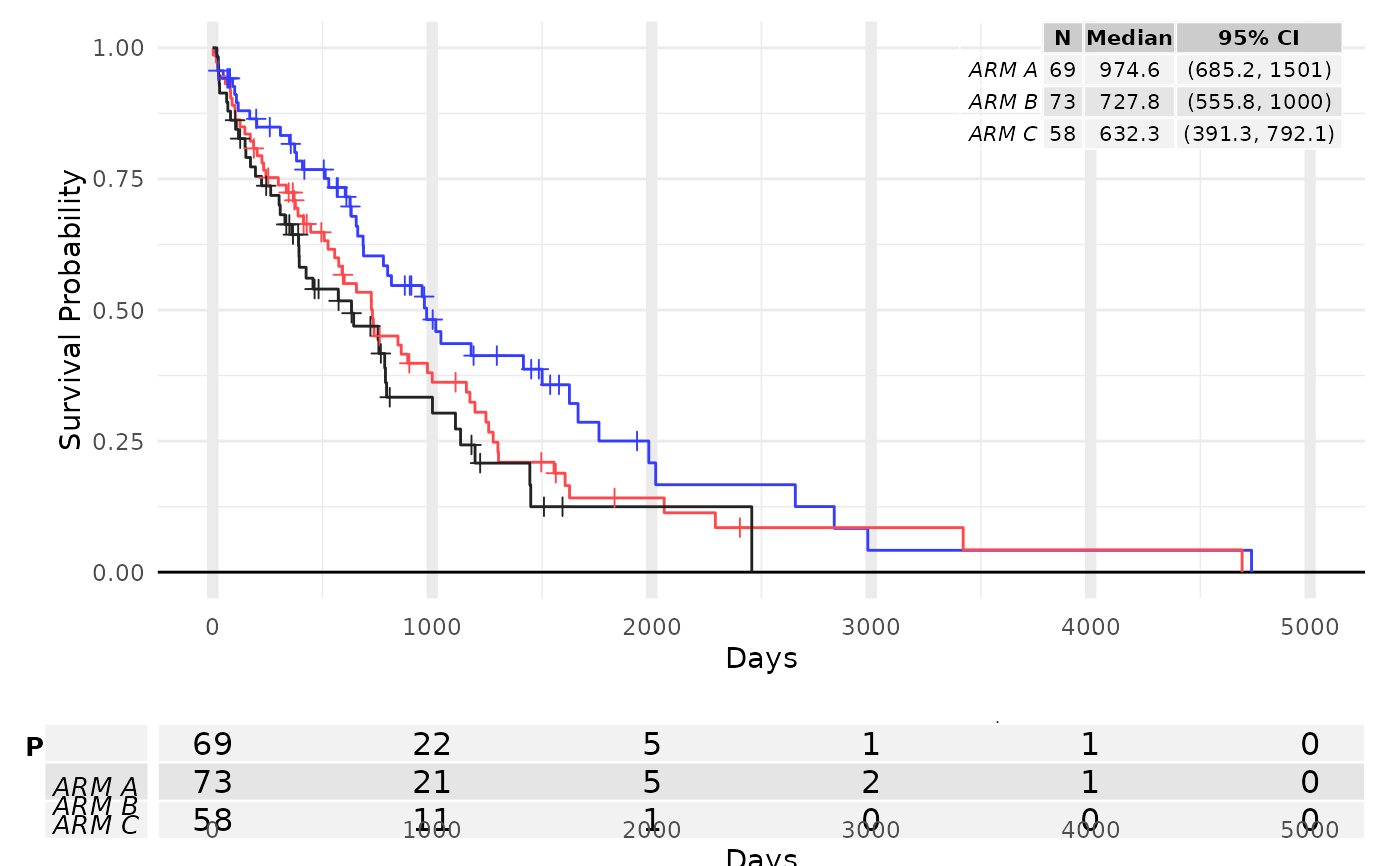 N Median 95% CI
ARM A 69 974.6 (685.2, 1501)
ARM B 73 727.8 (555.8, 1000)
ARM C 58 632.3 (391.3, 792.1)
1.00
0.75
0.50
0.25
0.00
Survival Probability
0 1000 2000 3000 4000 5000
Days
P 69 22 5 1 1 0
ARM A 73 21 5 2 1 0
ARM B
ARM C 58 11 1 0 0 0
0 1000 2000 3000 4000 5000
Days